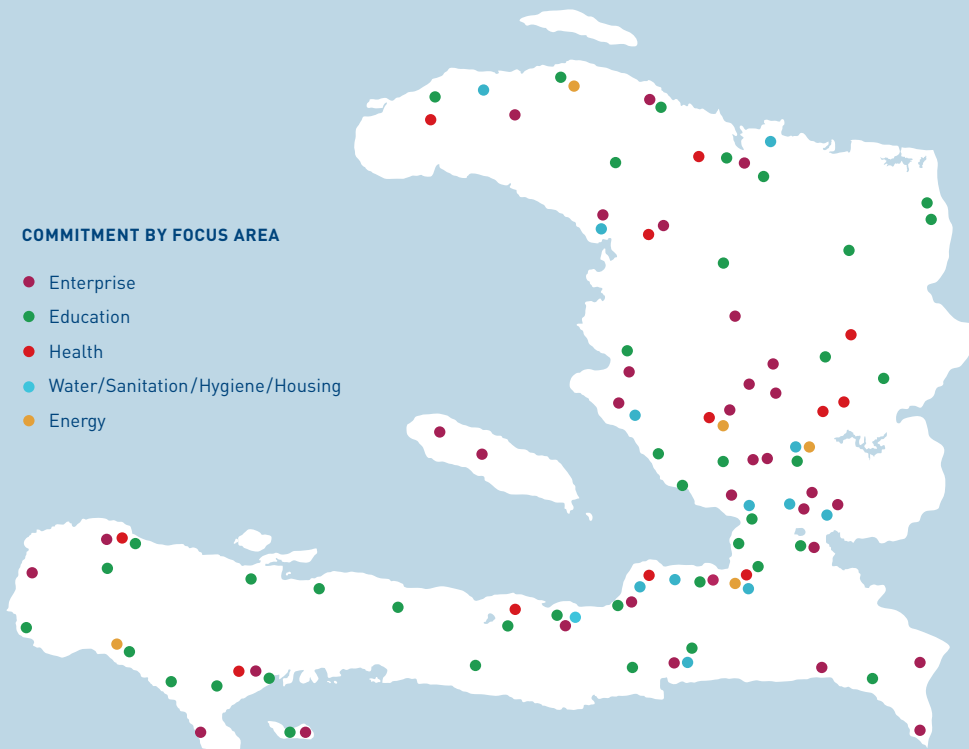 COMMITMENT BY FOCUS AREA
Enterprise
Education
Health
Water/Sanitation/Hygiene/Housing
Energy